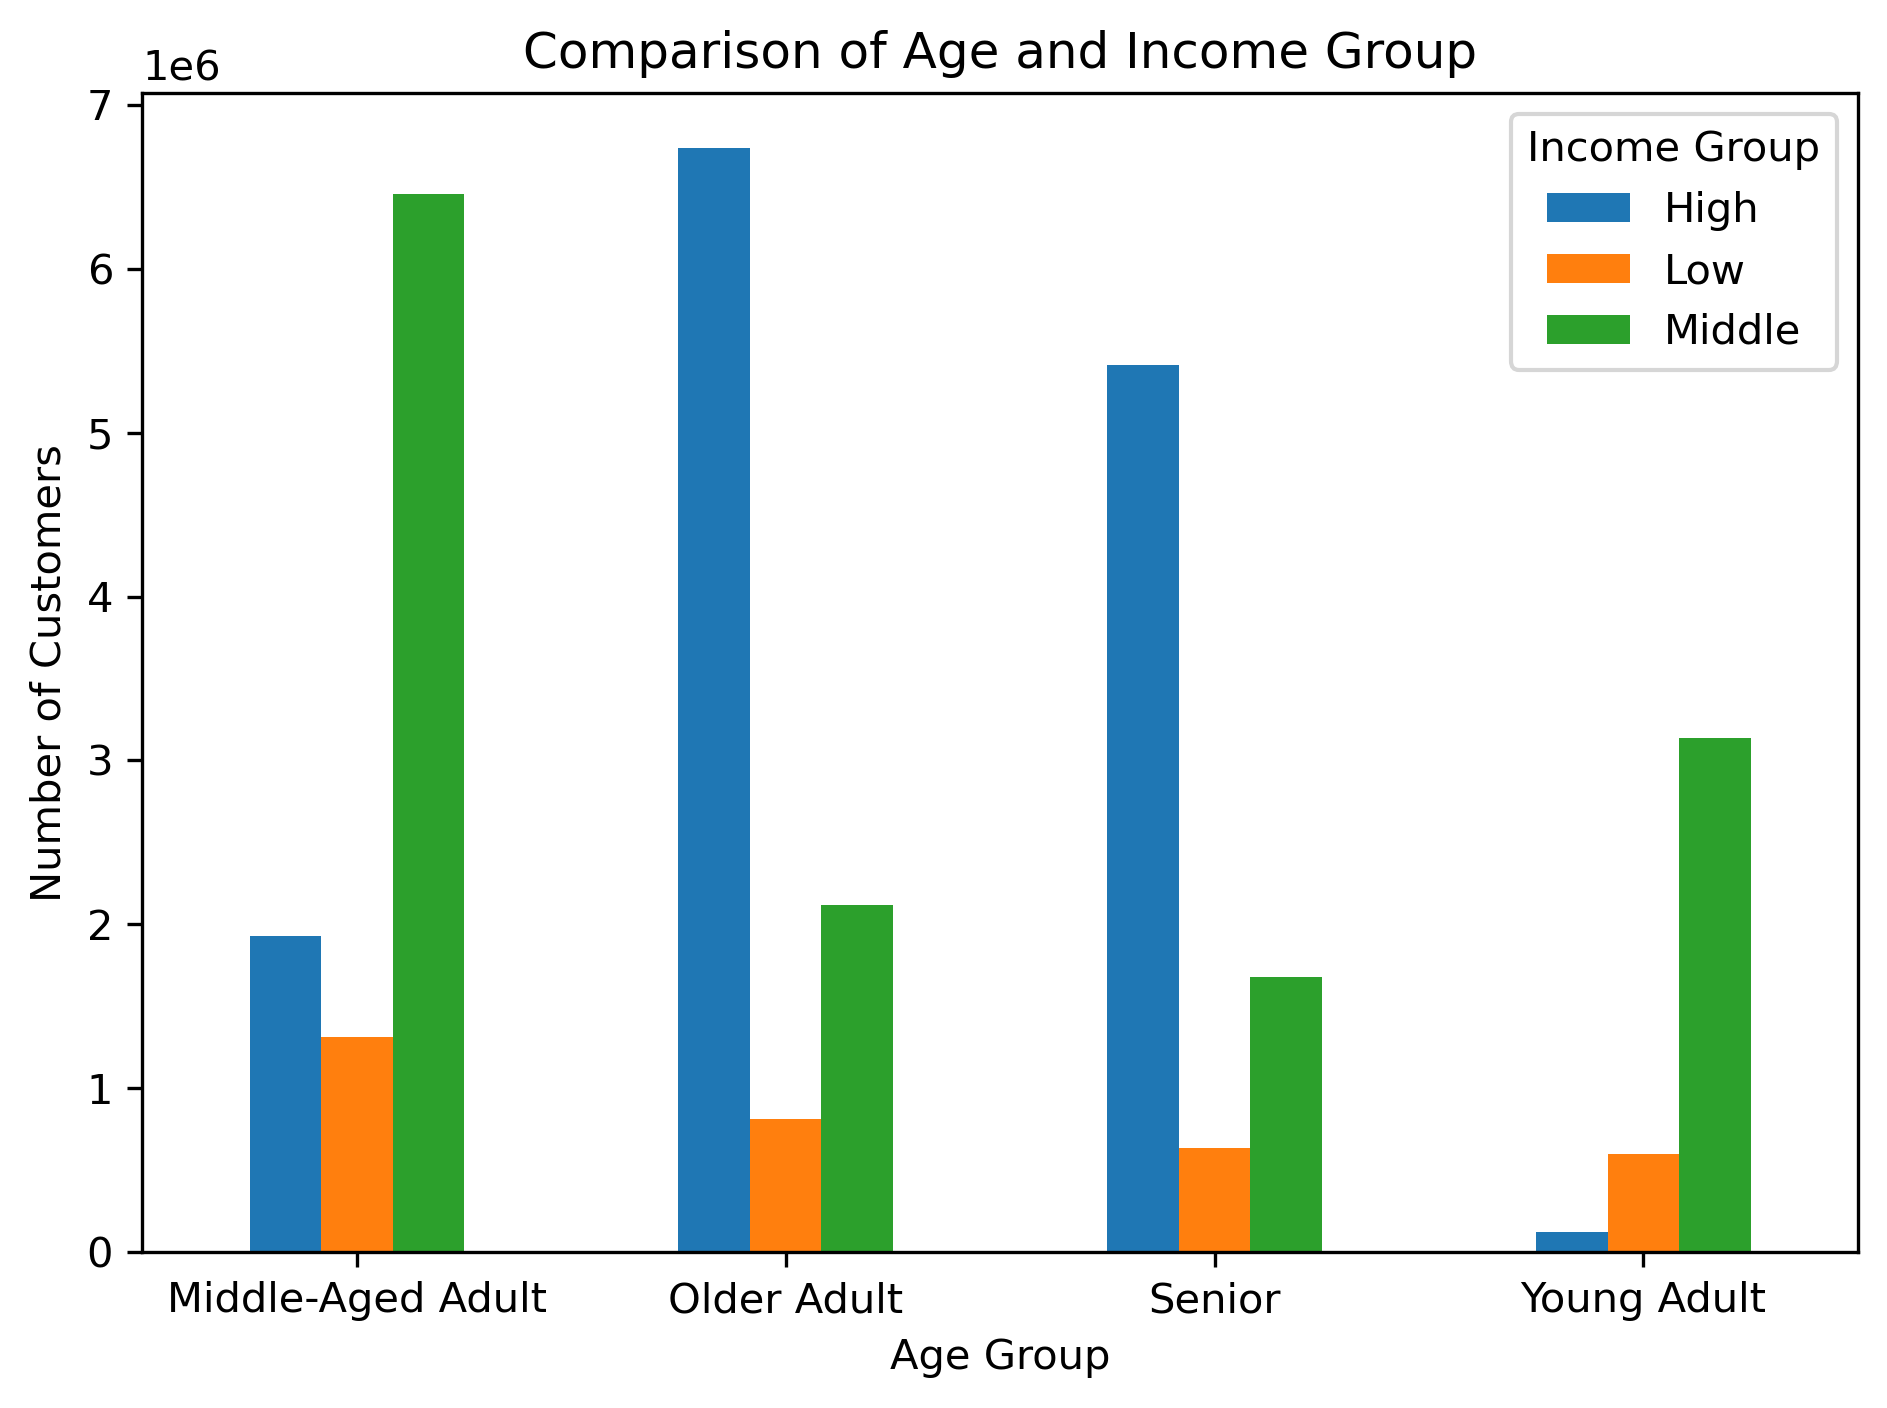 Comparison of Age and Income Group
1e6
7
6
5
4
3
2
1
0
Number of Customers
Income Group
High
Low
Middle
Middle-Aged Adult
Older Adult
Senior
Young Adult
Age Group